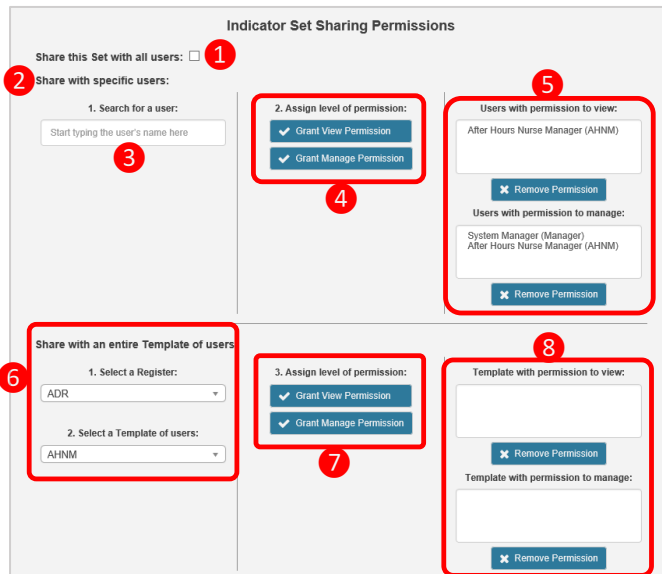 Indicator Set Sharing Permissions
Share this Set with all users:
1
2
Share with specific users:
5
1. Search for a user:
2. Assign level of permission:
Users with permission to view:
Start typing the user's name here
Grant View Permission
After Hours Nurse Manager (AHNM)
3
Grant Manage Permission
4
Remove Permission
Users with permission to manage:
System Manager (Manager)
After Hours Nurse Manager (AHNM)
Remove Permission
Share with an entire Template of users
8
6
1. Select a Register:
3. Assign level of permission:
Template with permission to view:
ADR
Grant View Permission
Grant Manage Permission
2. Select a Template of users:
AHNM
7
Remove Permission
Template with permission to manage:
Remove Permission